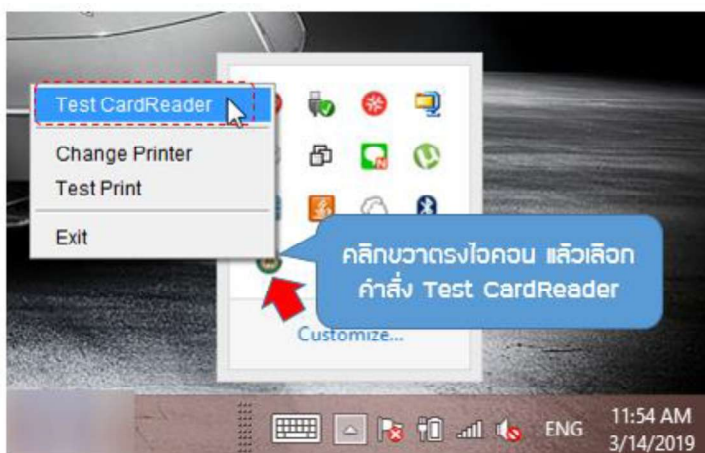 Test CardReader
Change Printer
Test Print
Exit
คลิกขวาตรงไอคอน แล้วเลือก
คำสั่ง Test CardReader
Customize...
ENG
11:54 AM
3/14/2019